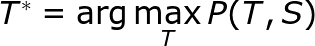 T* = arg max P(T, S)
T